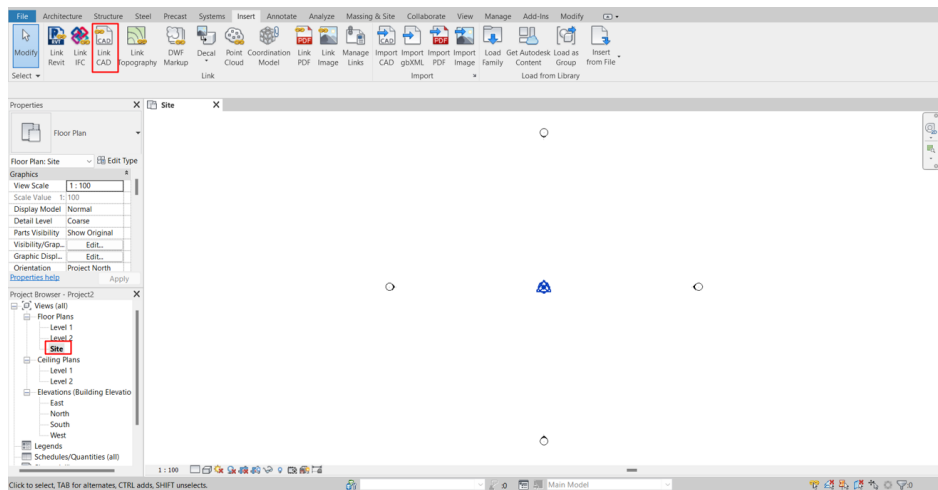 File Architecture Structure Steel Precast Systems Insert Annotate Analyze Massing & Site Collaborate View Manage Add-Ins Modify
Modify Link Revit Link IFC Link CAD Link Topography DWF Markup Decal Point Cloud Coordination Model Link PDF Link Image Manage Links Import CAD Import gbXML Import PDF Import Image Load Family Get Autodesk Content Load as Group Insert from File
Select Link Import Load from Library
Properties Site
Floor Plan
Floor Plan: Site Edit Type
Graphics
View Scale 1 : 100
Scale Value 1: 100
Display Model Normal
Detail Level Coarse
Parts Visibility Show Original
Visibility/Grap... Edit...
Graphic Displ... Edit...
Orientation Project North
Properties help Apply
Project Browser - Project2
Views (all)
Floor Plans
Level 1
Level 2
Site
Ceiling Plans
Level 1
Level 2
Elevations (Building Elevatio
East
North
South
West
Legends
Schedules/Quantities (all)
1 : 100
Click to select, TAB for alternates, CTRL adds, SHIFT unselects. :0 Main Model :0